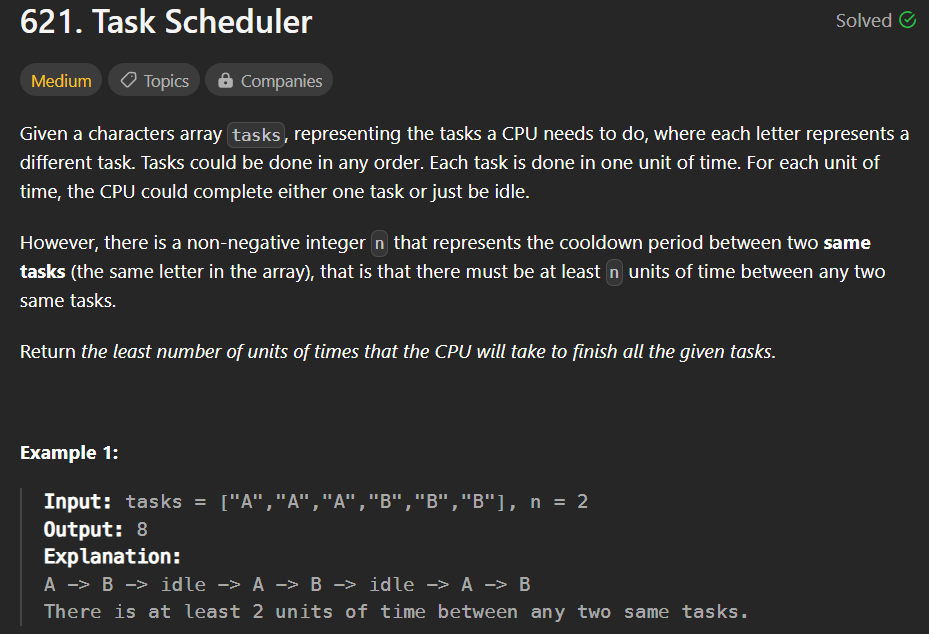 621. Task Scheduler
Solved
Medium
Topics
Companies
Given a characters array tasks, representing the tasks a CPU needs to do, where each letter represents a
different task. Tasks could be done in any order. Each task is done in one unit of time. For each unit of
time, the CPU could complete either one task or just be idle.
However, there is a non-negative integer n that represents the cooldown period between two same
tasks (the same letter in the array), that is that there must be at least n units of time between any two
same tasks.
Return the least number of units of times that the CPU will take to finish all the given tasks.
Example 1:
Input: tasks = ["A","A","A","B","B","B"], n = 2
Output: 8
Explanation:
A -> B -> idle -> A -> B -> idle -> A -> B
There is at least 2 units of time between any two same tasks.